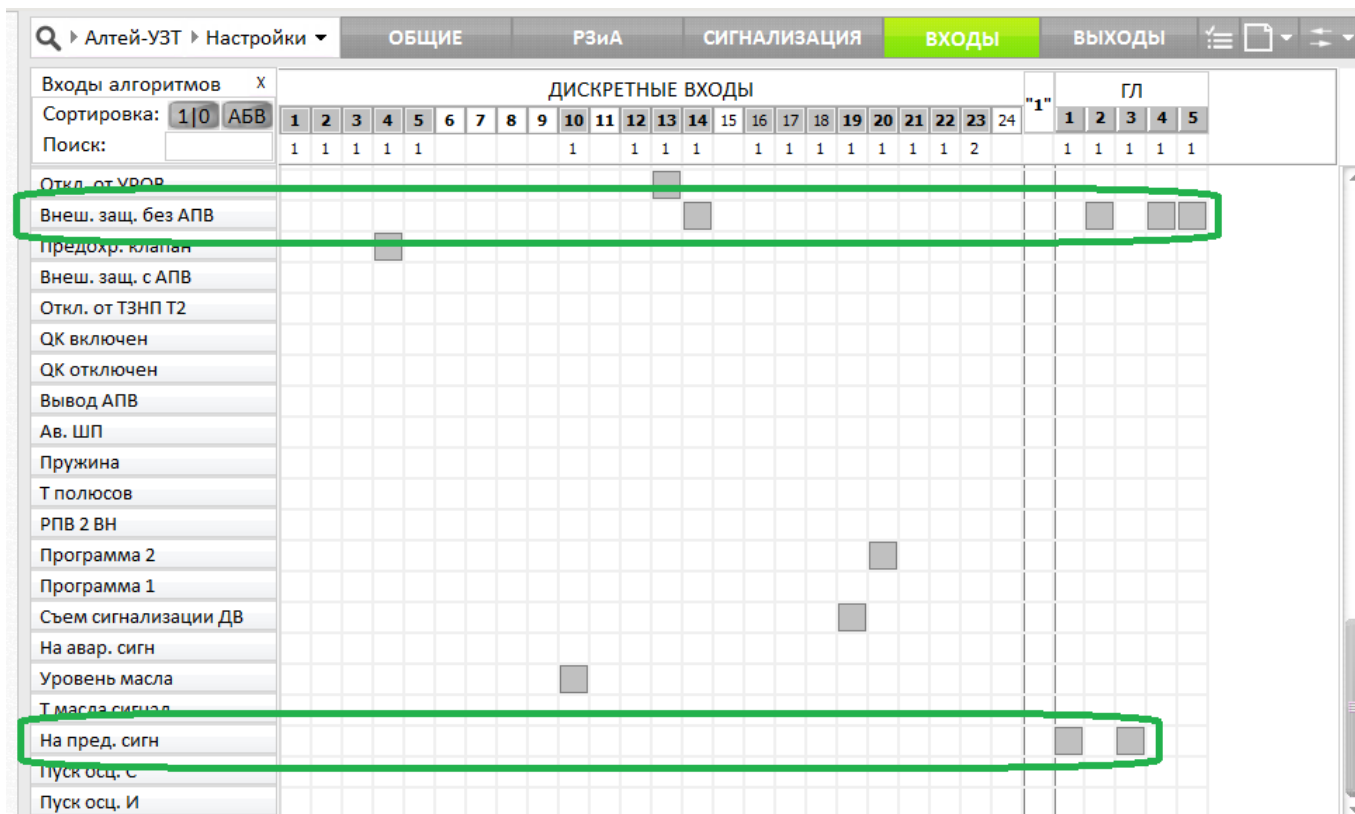 Алтей-УЗТ Настройки ОБЩИЕ РЗиА СИГНАЛИЗАЦИЯ ВХОДЫ ВЫХОДЫ
Входы алгоритмов X ДИСКРЕТНЫЕ ВХОДЫ "1" ГЛ
Сортировка: 1|0 АБВ 1 2 3 4 5 6 7 8 9 10 11 12 13 14 15 16 17 18 19 20 21 22 23 24 1 2 3 4 5
Поиск: 1 1 1 1 1 1 1 1 1 1 1 1 1 1 1 1 2 1 1 1 1 1
Откл. от УРОВ
Внеш. защ. без АПВ
Предохр. клапан
Внеш. защ. с АПВ
Откл. от ТЗНП Т2
QK включен
QK отключен
Вывод АПВ
Ав. ШП
Пружина
Т полюсов
РПВ 2 ВН
Программа 2
Программа 1
Съем сигнализации ДВ
На авар. сигн
Уровень масла
Т масла сигнал
На пред. сигн
Пуск осц. С
Пуск осц. И